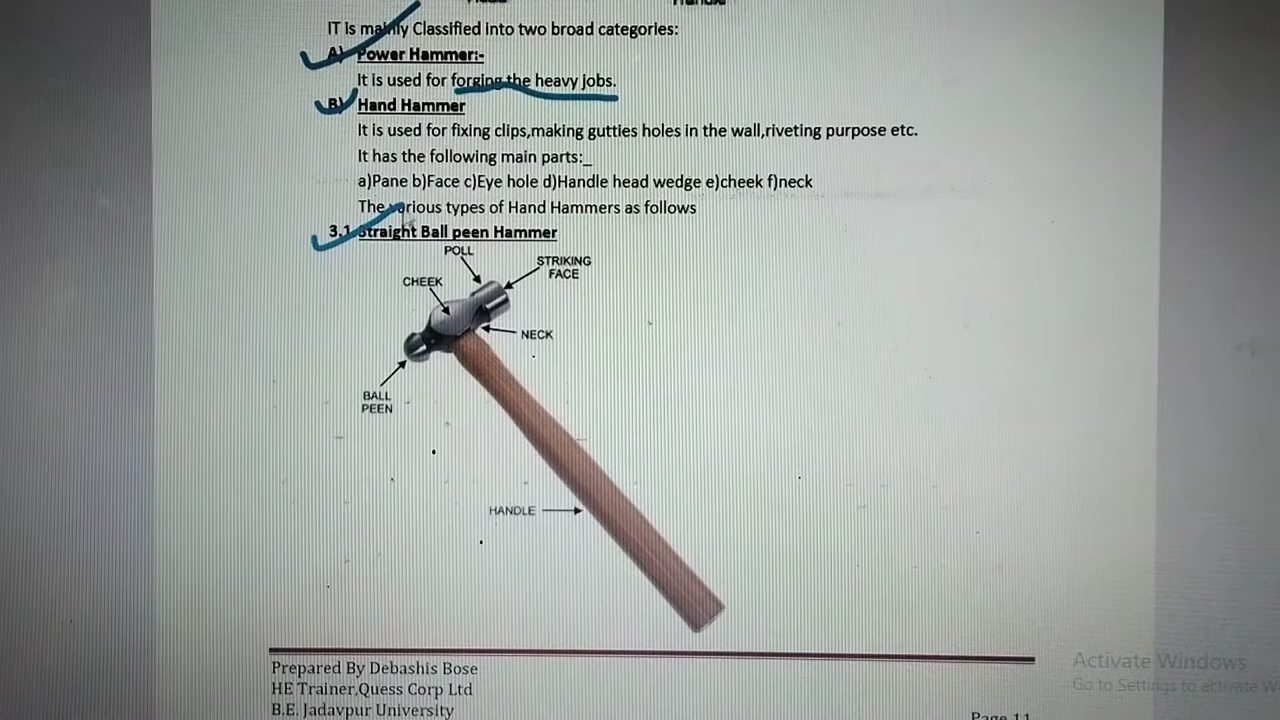 Handle
IT is mainly Classified into two broad categories:
A) Power Hammer:-
It is used for forging the heavy jobs.
B) Hand Hammer
It is used for fixing clips,making gutties holes in the wall,riveting purpose etc.
It has the following main parts:_
a)Pane b)Face c)Eye hole d)Handle head wedge e)cheek f)neck
The various types of Hand Hammers as follows
3.1 Straight Ball peen Hammer
POLL
STRIKING
FACE
CHEEK
NECK
BALL
PEEN
HANDLE
Prepared By Debashis Bose
HE Trainer,Quess Corp Ltd
B.E. Jadavpur University
Page 11
Activate Windows
Go to Settings to activate W